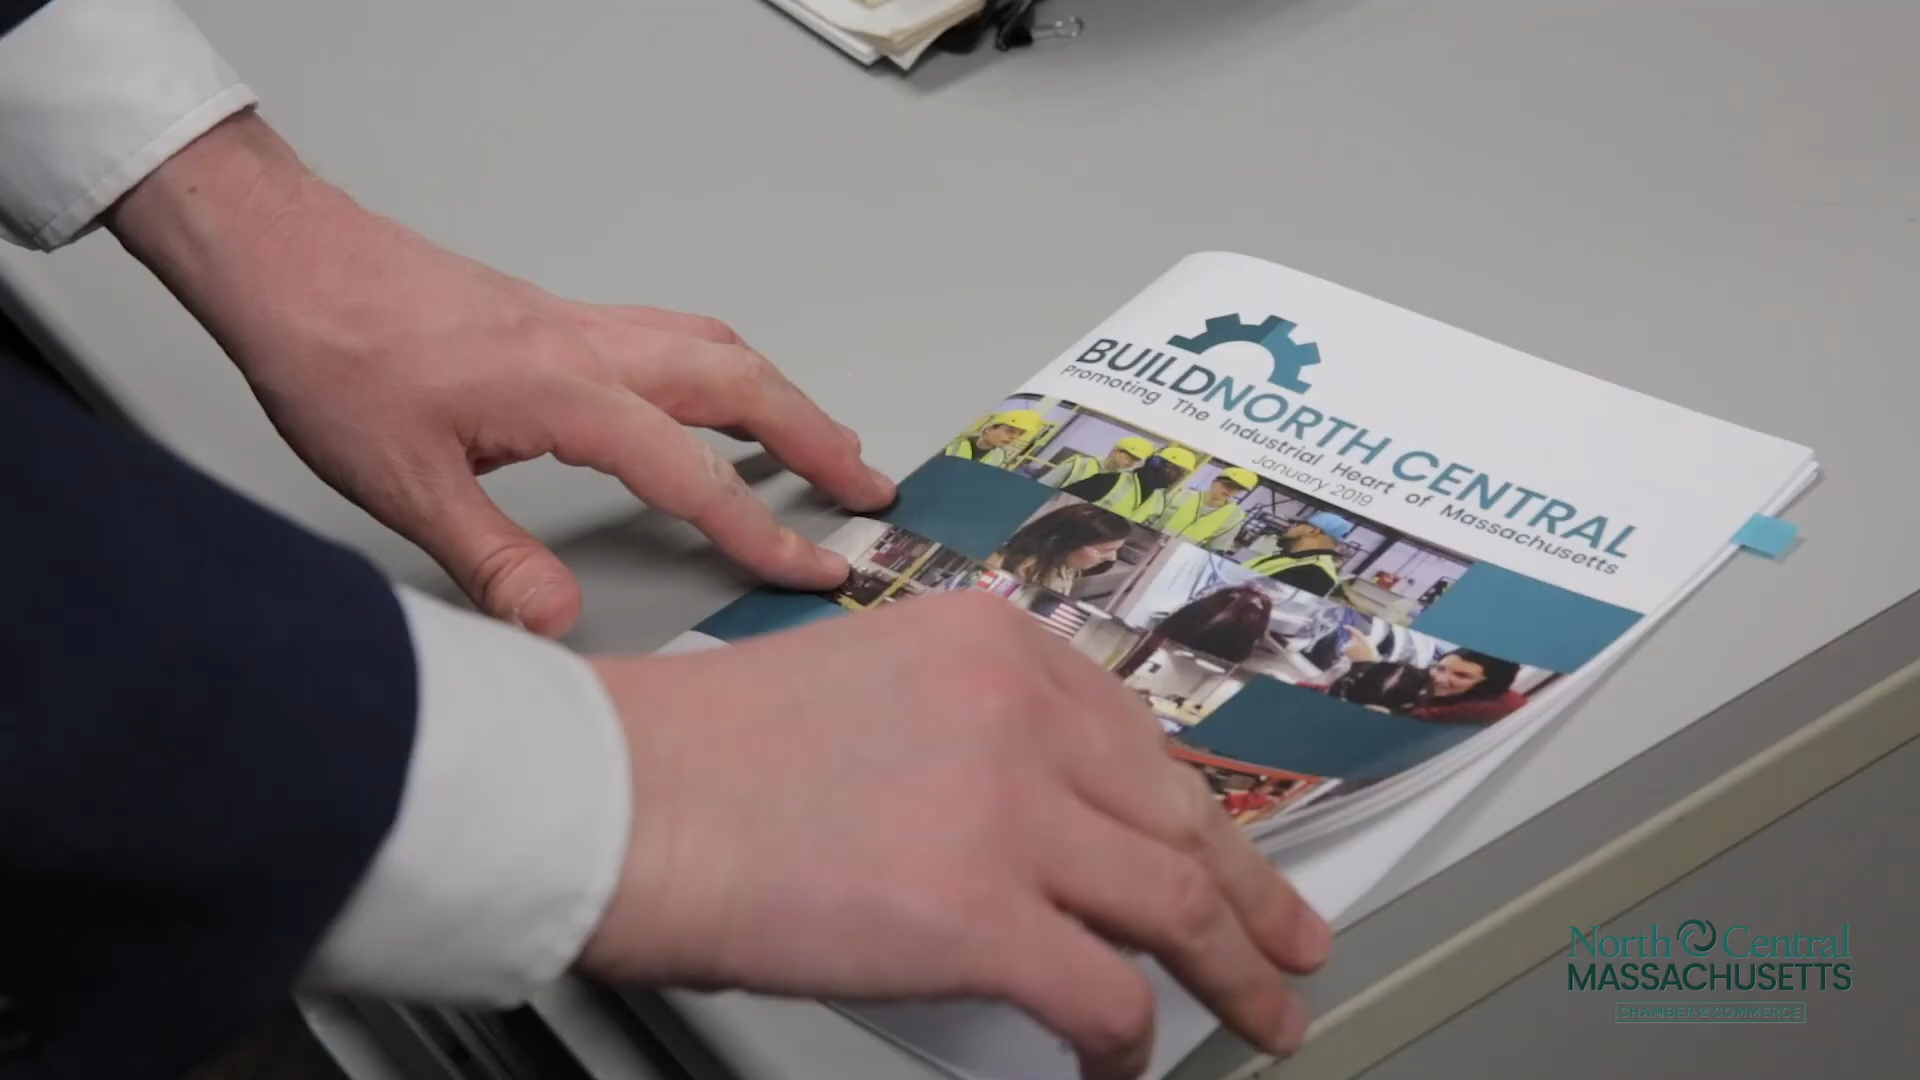 BUILDNORTH CENTRAL
Promoting The Industrial Heart of Massachusetts
January 2019
North Central
MASSACHUSETTS
CHAMBER OF COMMERCE